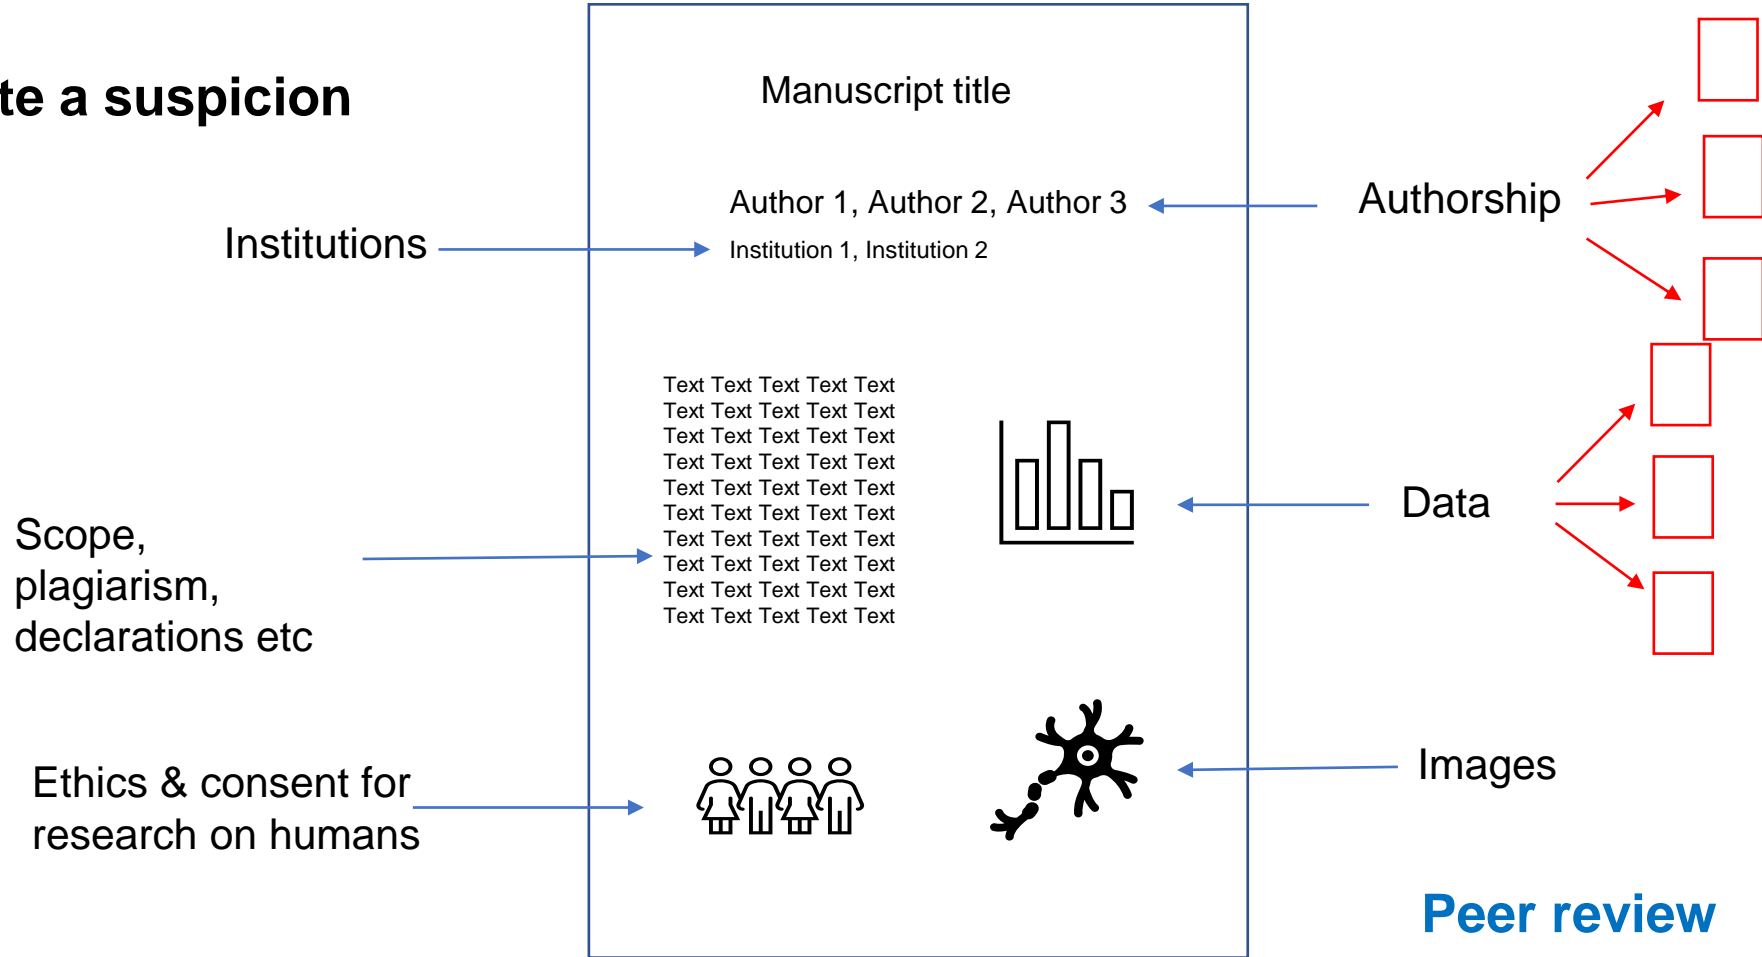 te a suspicion
Manuscript title
Author 1, Author 2, Author 3
Authorship
Institutions
Institution 1, Institution 2
Text Text Text Text Text
Text Text Text Text Text
Text Text Text Text Text
Text Text Text Text Text
Text Text Text Text Text
Text Text Text Text Text
Text Text Text Text Text
Text Text Text Text Text
Text Text Text Text Text
Text Text Text Text Text
Data
Scope,
plagiarism,
declarations etc
Ethics & consent for
research on humans
Images
Peer review